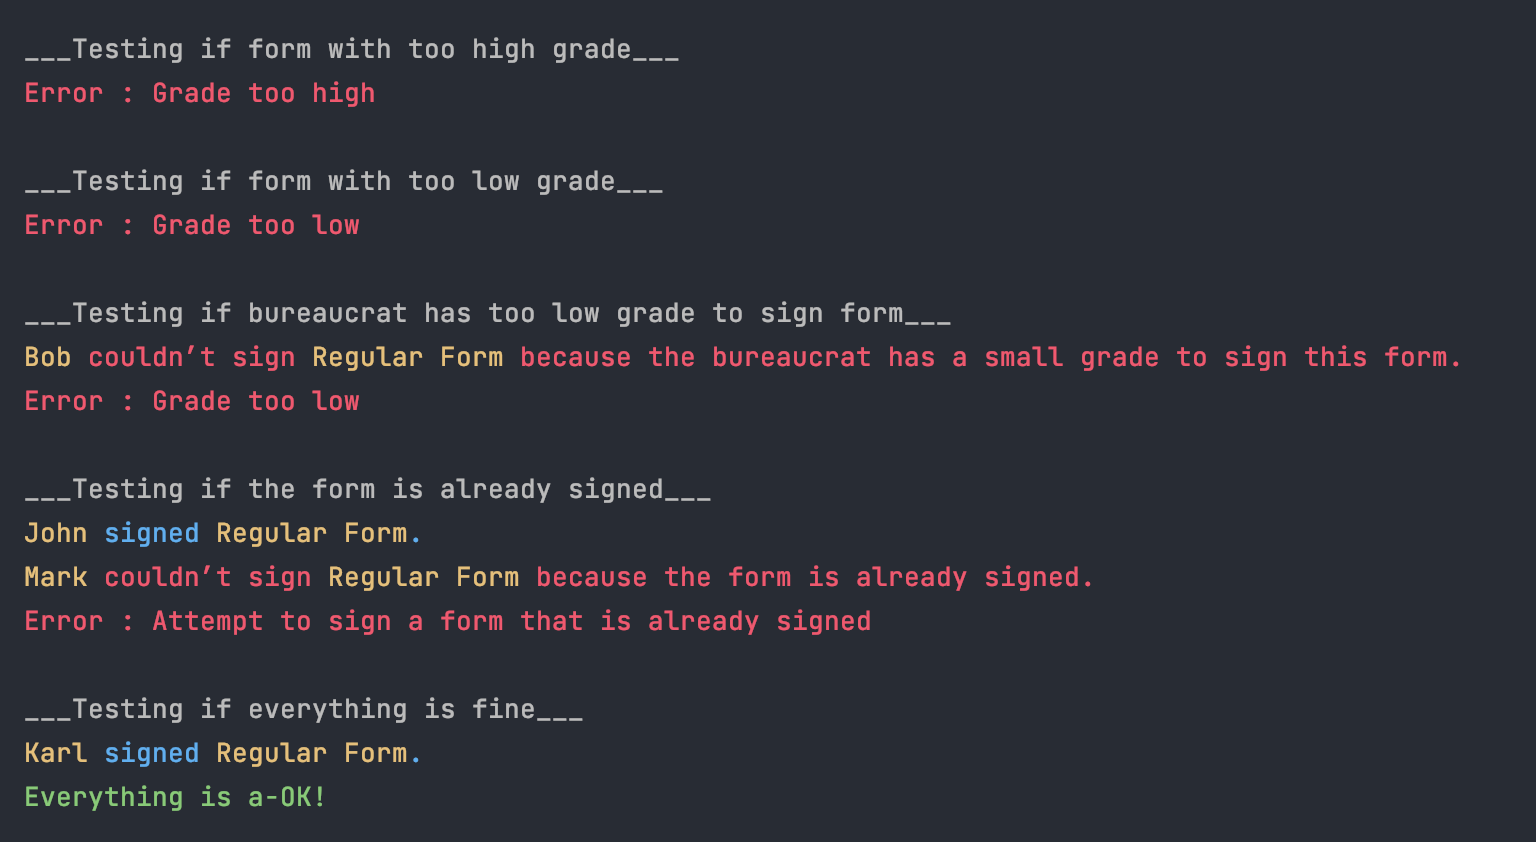 ___Testing if form with too high grade___
Error : Grade too high
___Testing if form with too low grade___
Error : Grade too low
___Testing if bureaucrat has too low grade to sign form___
Bob couldn’t sign Regular Form because the bureaucrat has a small grade to sign this form.
Error : Grade too low
___Testing if the form is already signed___
John signed Regular Form.
Mark couldn’t sign Regular Form because the form is already signed.
Error : Attempt to sign a form that is already signed
___Testing if everything is fine___
Karl signed Regular Form.
Everything is a-OK!